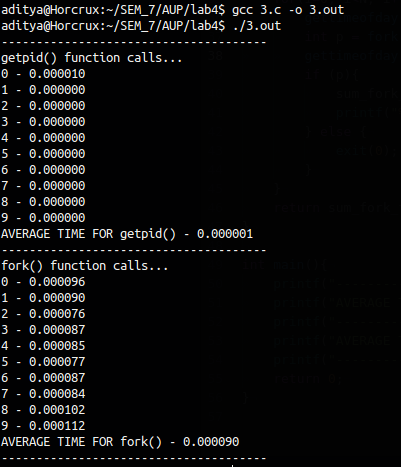 aditya@Horcrux:~/SEM_7/AUP/lab4$ gcc 3.c -o 3.out
aditya@Horcrux:~/SEM_7/AUP/lab4$ ./3.out
--------------------------------------
getpid() function calls...
0 - 0.000010
1 - 0.000000
2 - 0.000000
3 - 0.000000
4 - 0.000000
5 - 0.000000
6 - 0.000000
7 - 0.000000
8 - 0.000000
9 - 0.000000
AVERAGE TIME FOR getpid() - 0.000001
--------------------------------------
fork() function calls...
0 - 0.000096
1 - 0.000090
2 - 0.000076
3 - 0.000087
4 - 0.000085
5 - 0.000077
6 - 0.000087
7 - 0.000084
8 - 0.000102
9 - 0.000112
AVERAGE TIME FOR fork() - 0.000090
--------------------------------------